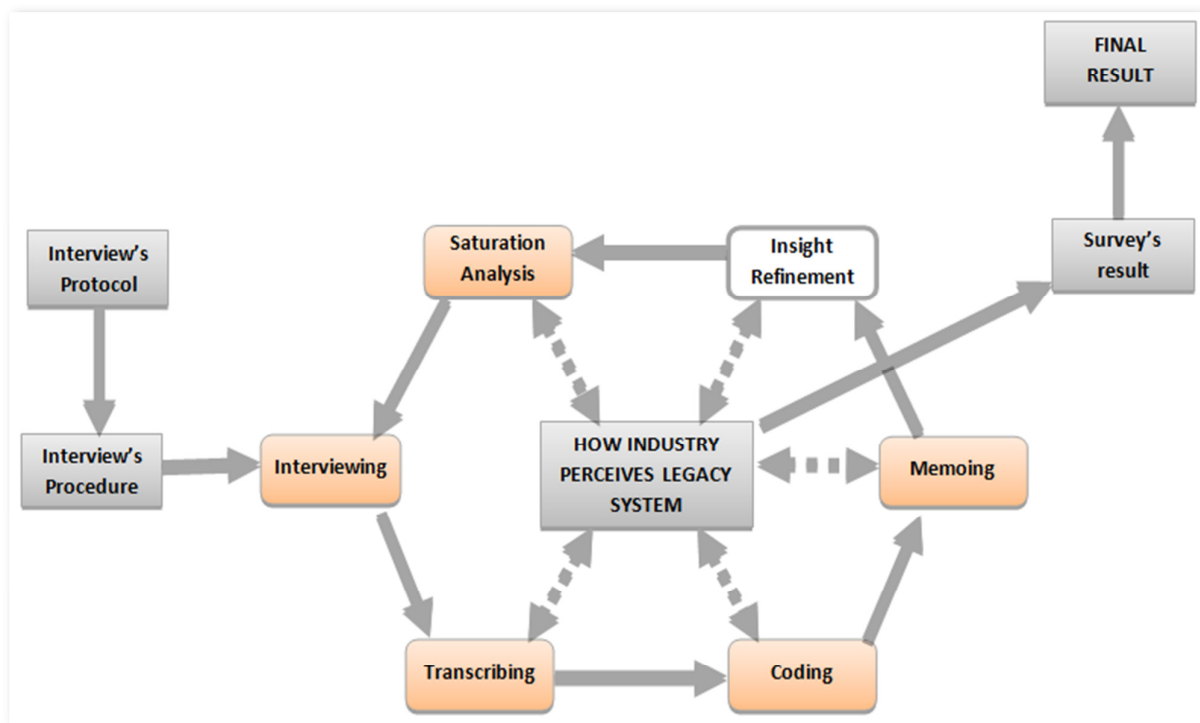 FINAL
RESULT
Interview's
Protocol
Saturation
Analysis
Insight
Refinement
Survey's
result
Interview's
Procedure
Interviewing
HOW INDUSTRY
PERCEIVES LEGACY
SYSTEM
Memoing
Transcribing
Coding